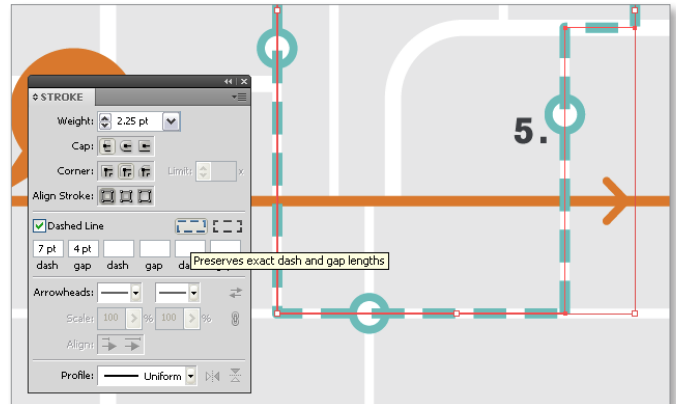 STROKE
Weight: 2.25 pt
Cap:
Corner: Limit: x
Align Stroke:
Dashed Line
7 pt 4 pt
dash gap dash gap da
Preserves exact dash and gap lengths
Arrowheads:
Scale: 100 % 100 %
Align:
Profile: Uniform
5.